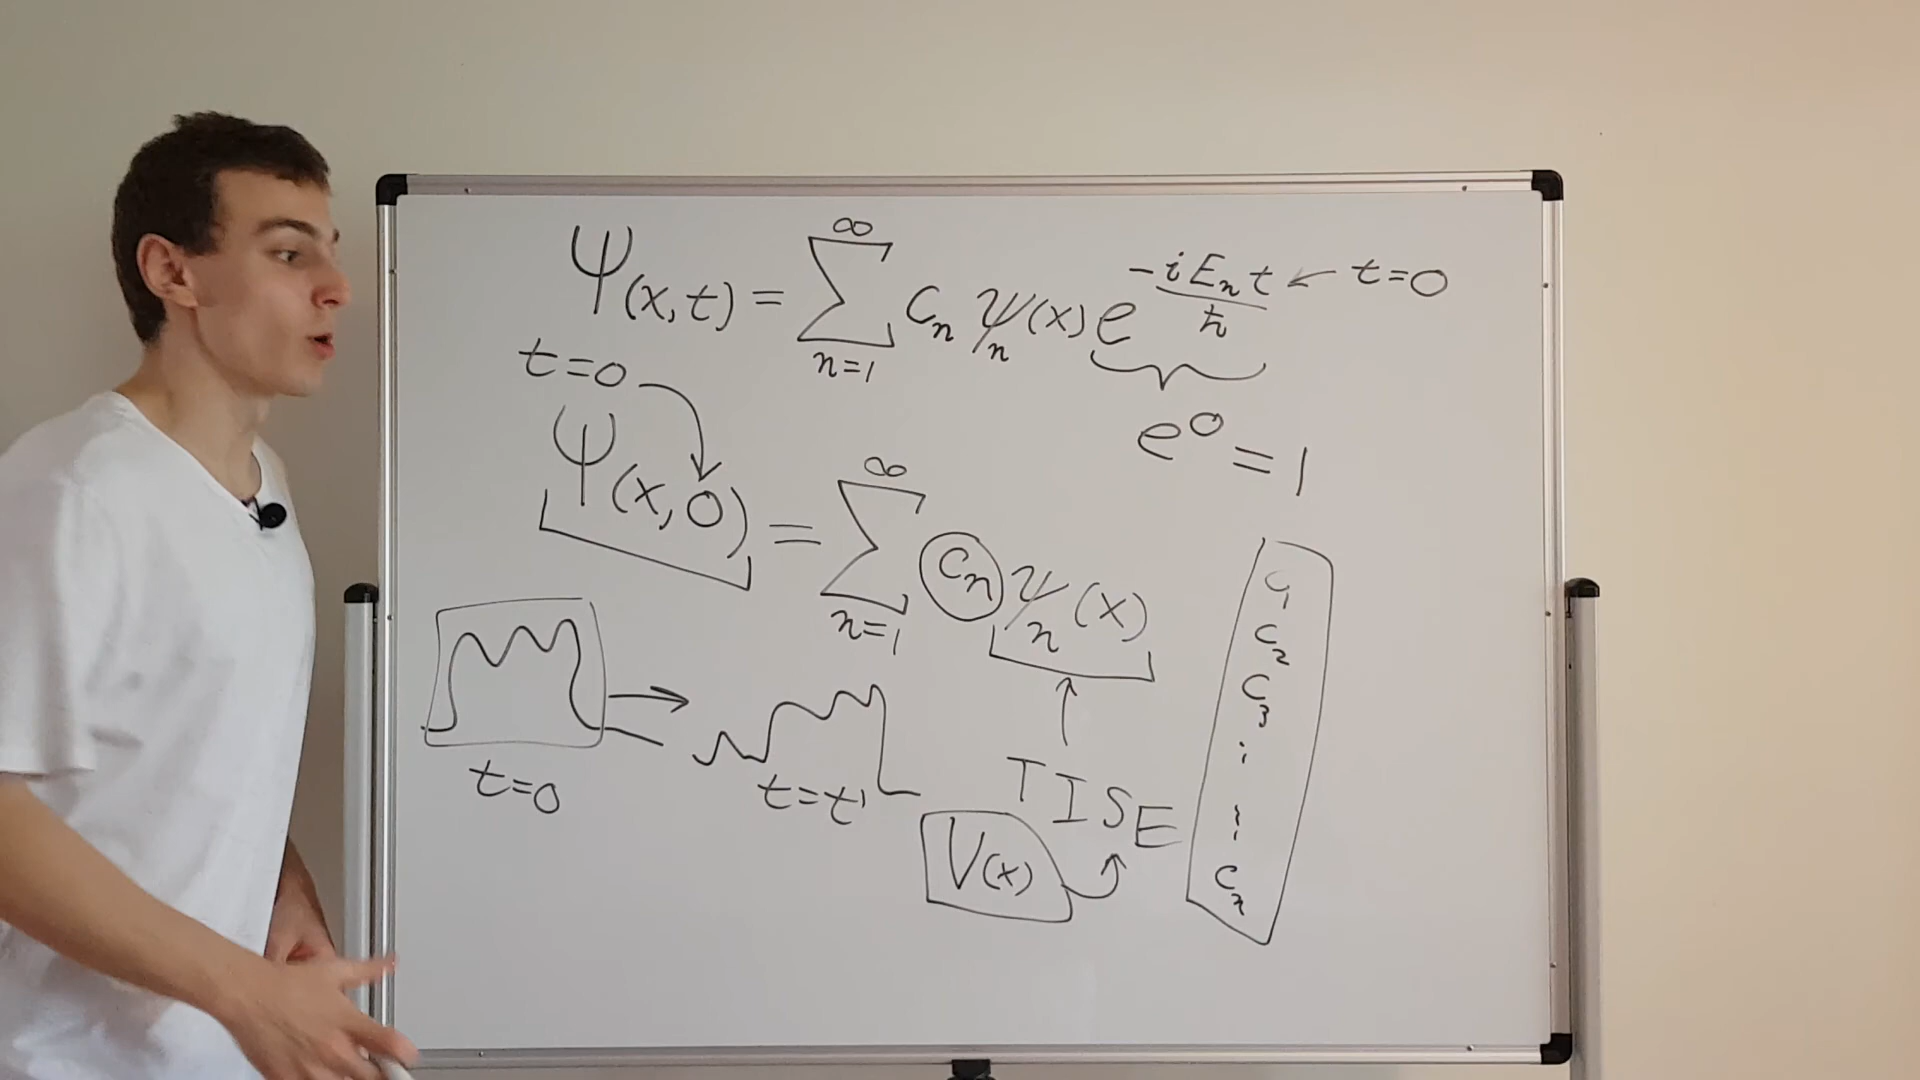 Ψ(x,t) = ∑_{n=1}^{∞} c_n ψ_n(x) e^{-iE_n t/ħ} ← t=0
t=0
e^0 = 1
Ψ(x,0) = ∑_{n=1}^{∞} c_n ψ_n(x)
c_1
c_2
c_3
⋮
⋮
c_n
t=0
t=t'
TISE
V(x)